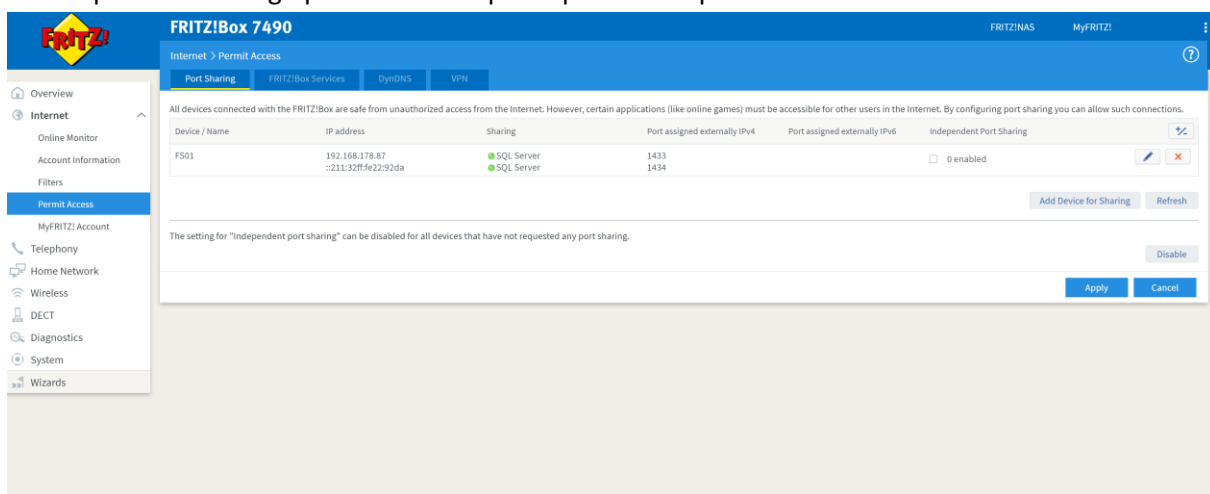 FRITZ!
FRITZ!Box 7490
FRITZ!NAS
MyFRITZ!
Internet > Permit Access
?
Port Sharing
FRITZ!Box Services
DynDNS
VPN
Overview
Internet
Online Monitor
Account Information
Filters
Permit Access
MyFRITZ! Account
Telephony
Home Network
Wireless
DECT
Diagnostics
System
Wizards
All devices connected with the FRITZ!Box are safe from unauthorized access from the Internet. However, certain applications (like online games) must be accessible for other users in the Internet. By configuring port sharing you can allow such connections.
Device / Name IP address Sharing Port assigned externally IPv4 Port assigned externally IPv6 Independent Port Sharing
FS01 192.168.178.87 SQL Server 1433 0 enabled
::211:32ff:fe22:92da SQL Server 1434
Add Device for Sharing Refresh
The setting for "Independent port sharing" can be disabled for all devices that have not requested any port sharing.
Disable
Apply Cancel